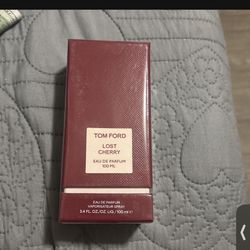 TOM FORD
LOST
CHERRY
EAU DE PARFUM
100 ML
EAU DE PARFUM
VAPORISATEUR SPRAY
3.4 FL.OZ./OZ.LIQ./100 ml ℮